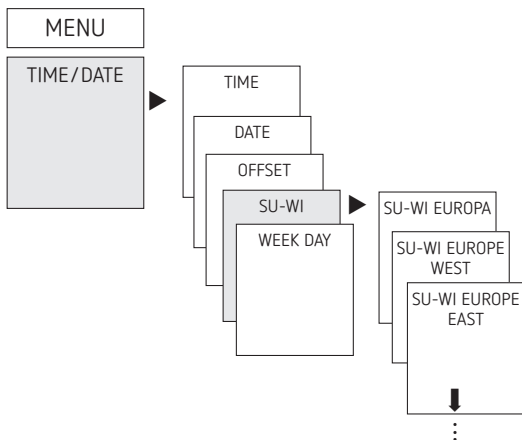 MENU
TIME/DATE
TIME
DATE
OFFSET
SU-WI
WEEK DAY
SU-WI EUROPA
SU-WI EUROPE
WEST
SU-WI EUROPE
EAST